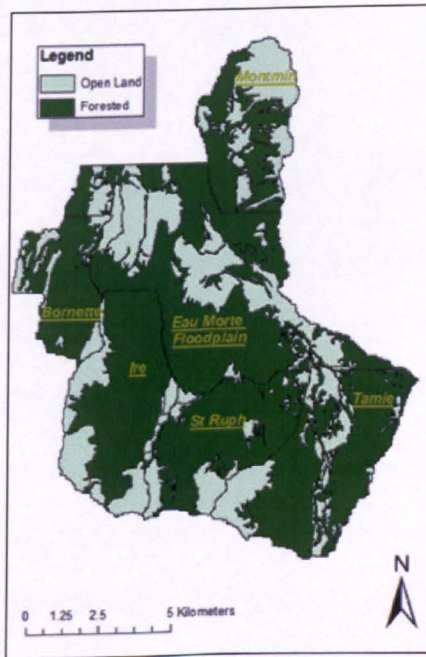 Legend
Open Land
Forested
Montmin
Bornette
Eau Morte
Floodplain
Ire
St Ruph
Tamie
N
0 1.25 2.5 5 Kilometers